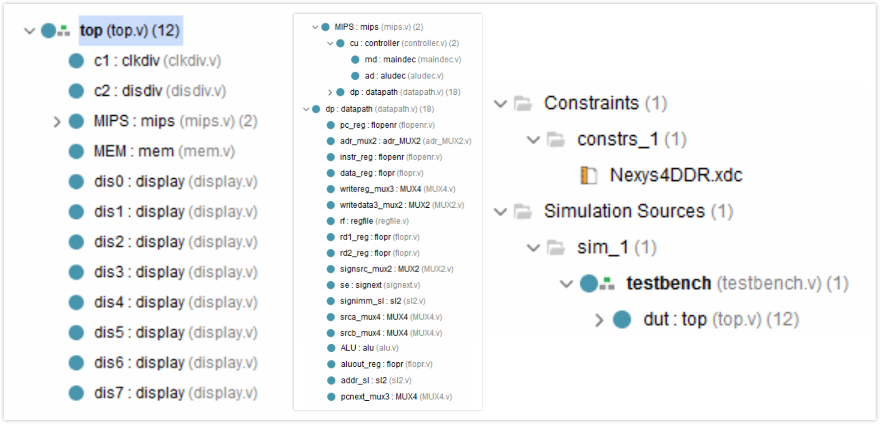 top (top.v) (12)
c1 : clkdiv (clkdiv.v)
c2 : disdiv (disdiv.v)
MIPS : mips (mips.v) (2)
MEM : mem (mem.v)
dis0 : display (display.v)
dis1 : display (display.v)
dis2 : display (display.v)
dis3 : display (display.v)
dis4 : display (display.v)
dis5 : display (display.v)
dis6 : display (display.v)
dis7 : display (display.v)
MIPS : mips (mips.v) (2)
cu : controller (controller.v) (2)
md : maindec (maindec.v)
ad : aludec (aludec.v)
dp : datapath (datapath.v) (18)
dp : datapath (datapath.v) (18)
pc_reg : flopenr (flopenr.v)
adr_mux2 : adr_MUX2 (adr_MUX2.v)
instr_reg : flopenr (flopenr.v)
data_reg : flopr (flopr.v)
writereg_mux3 : MUX4 (MUX4.v)
writedata3_mux2 : MUX2 (MUX2.v)
rf : regfile (regfile.v)
rd1_reg : flopr (flopr.v)
rd2_reg : flopr (flopr.v)
signsrc_mux2 : MUX2 (MUX2.v)
se : signext (signext.v)
signimm_sl : sl2 (sl2.v)
srca_mux4 : MUX4 (MUX4.v)
srcb_mux4 : MUX4 (MUX4.v)
ALU : alu (alu.v)
aluout_reg : flopr (flopr.v)
addr_sl : sl2 (sl2.v)
pcnext_mux3 : MUX4 (MUX4.v)
Constraints (1)
constrs_1 (1)
Nexys4DDR.xdc
Simulation Sources (1)
sim_1 (1)
testbench (testbench.v) (1)
dut : top (top.v) (12)